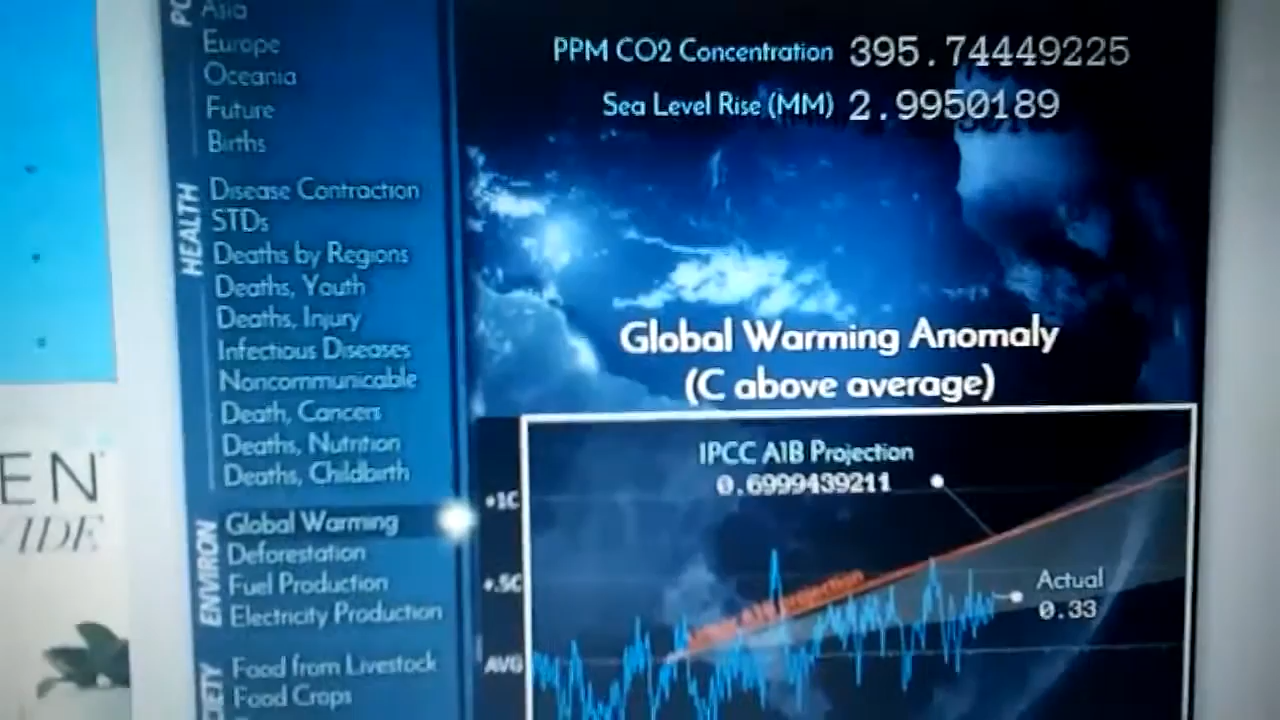 Asia
Europe
Oceania
Future
Births
HEALTH
Disease Contraction
STDs
Deaths by Regions
Deaths, Youth
Deaths, Injury
Infectious Diseases
Noncommunicable
Death, Cancers
Deaths, Nutrition
Deaths, Childbirth
ENVIRON
Global Warming
Deforestation
Fuel Production
Electricity Production
Food from Livestock
Food Crops
PPM CO2 Concentration 395.74449225
Sea Level Rise (MM) 2.9950189
Global Warming Anomaly
(C above average)
IPCC A1B Projection
0.6999439211
+1C
+.5C
AVG
A1B Projection
Actual
0.33
EN
IDE